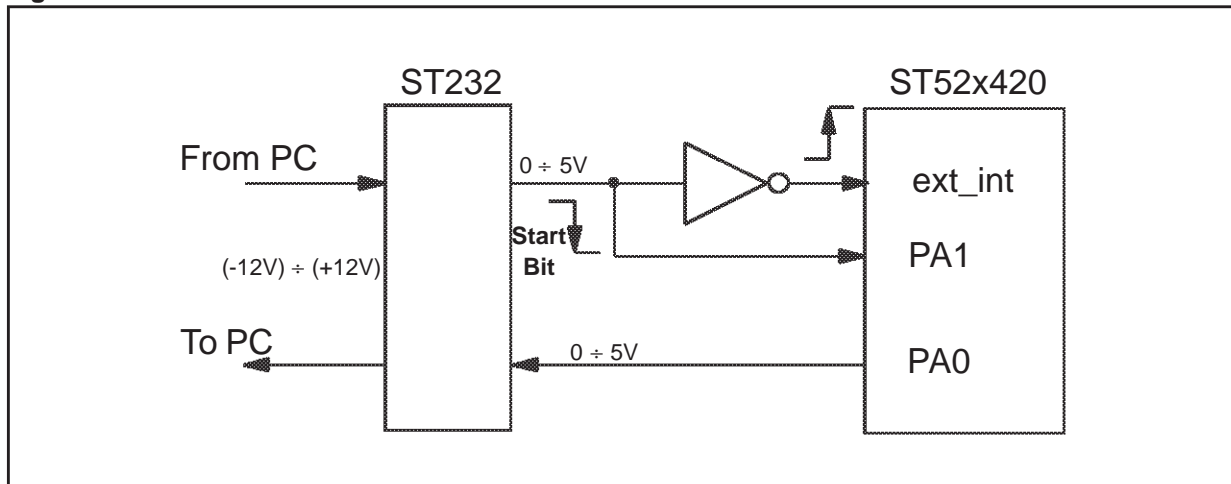 ST232
ST52x420
From PC
0 ÷ 5V
ext_int
Start
Bit
PA1
(-12V) ÷ (+12V)
To PC
0 ÷ 5V
PA0